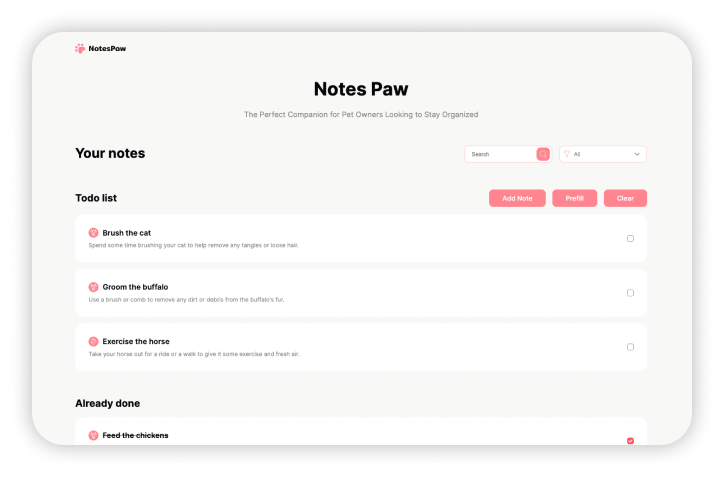 NotesPaw
Notes Paw
The Perfect Companion for Pet Owners Looking to Stay Organized
Your notes
Search
All
Todo list
Add Note
Prefill
Clear
Brush the cat
Spend some time brushing your cat to help remove any tangles or loose hair.
Groom the buffalo
Use a brush or comb to remove any dirt or debris from the buffalo's fur.
Exercise the horse
Take your horse out for a ride or a walk to give it some exercise and fresh air.
Already done
Feed the chickens